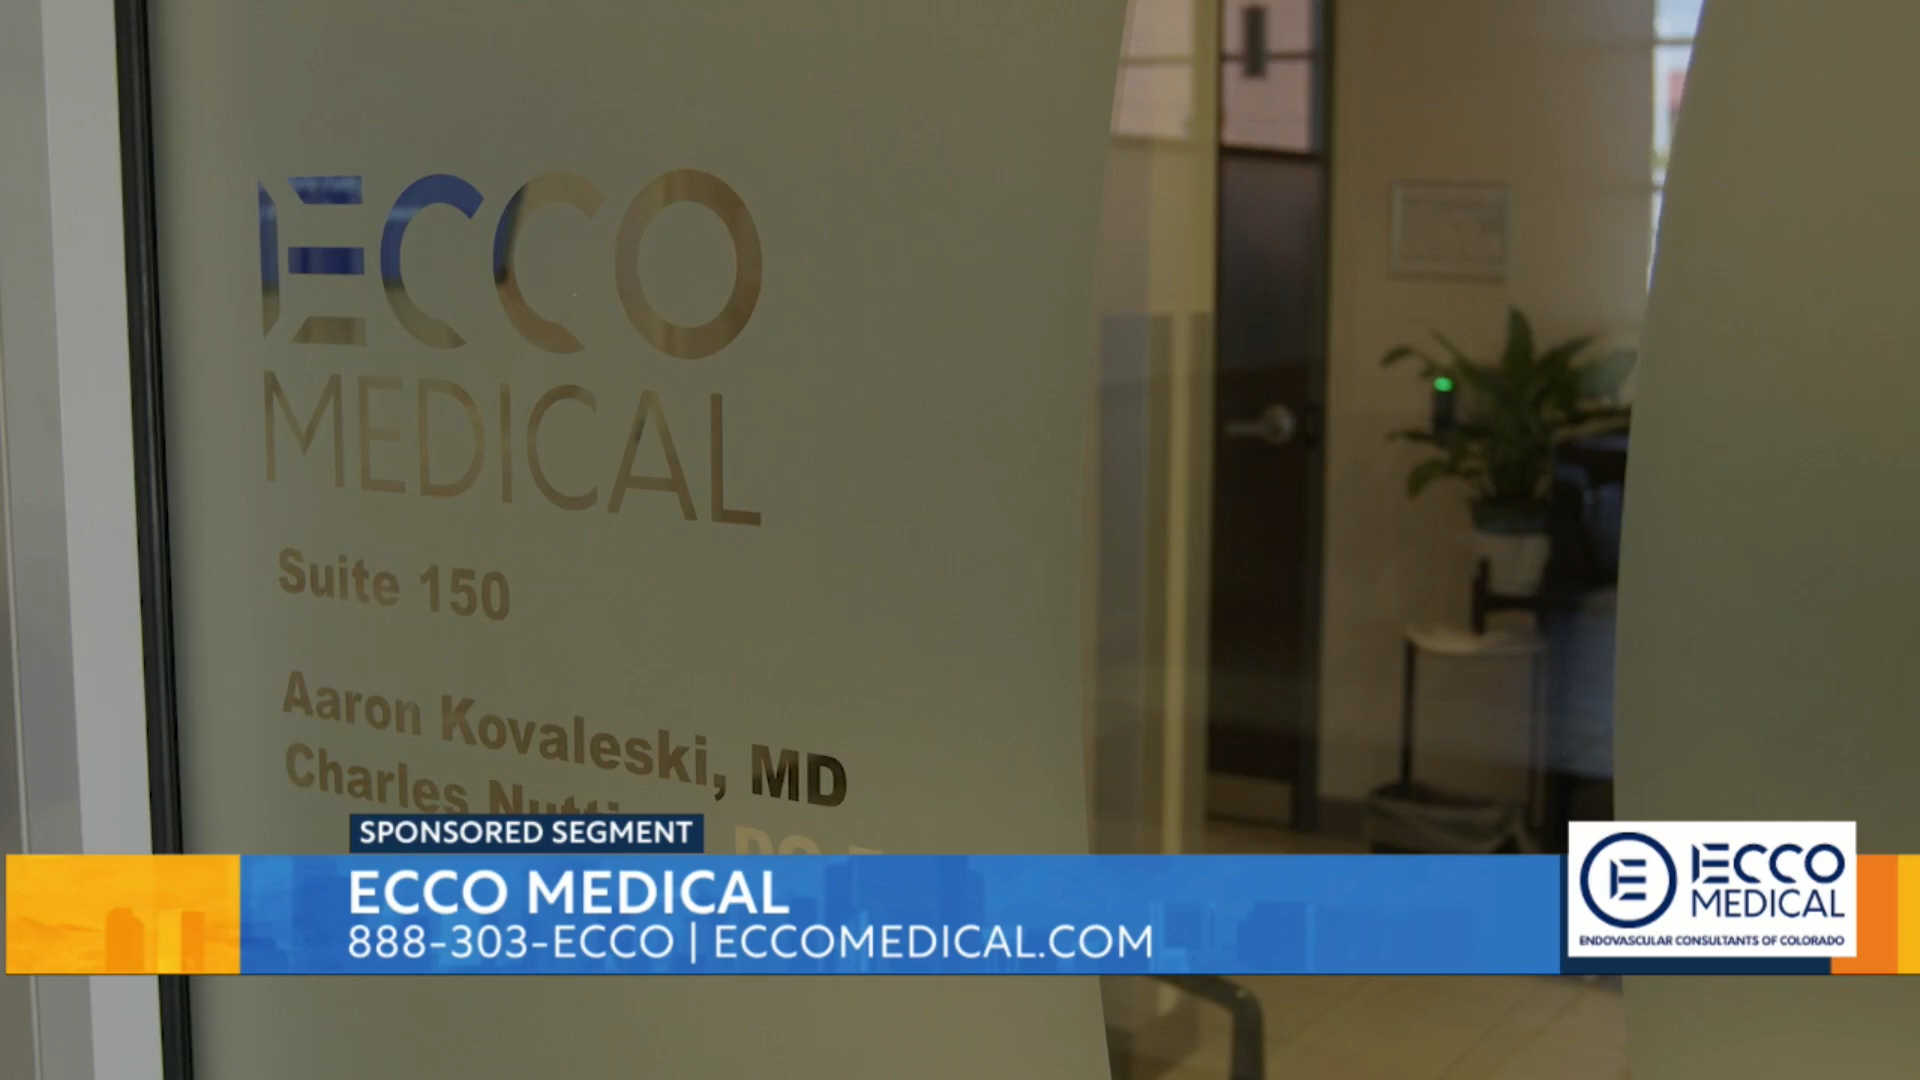 ECCO
MEDICAL
Suite 150
Aaron Kovaleski, MD
Charles
SPONSORED SEGMENT
ECCO MEDICAL
888-303-ECCO | ECCOMEDICAL.COM
E
ECCO
MEDICAL
ENDOVASCULAR CONSULTANTS OF COLORADO